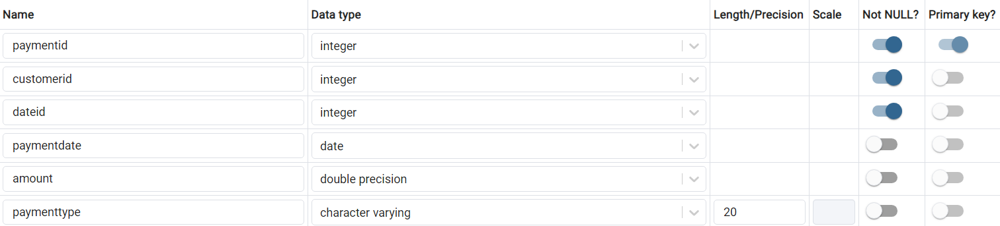 Name Data type Length/Precision Scale Not NULL? Primary key?
paymentid integer
customerid integer
dateid integer
paymentdate date
amount double precision
paymenttype character varying 20